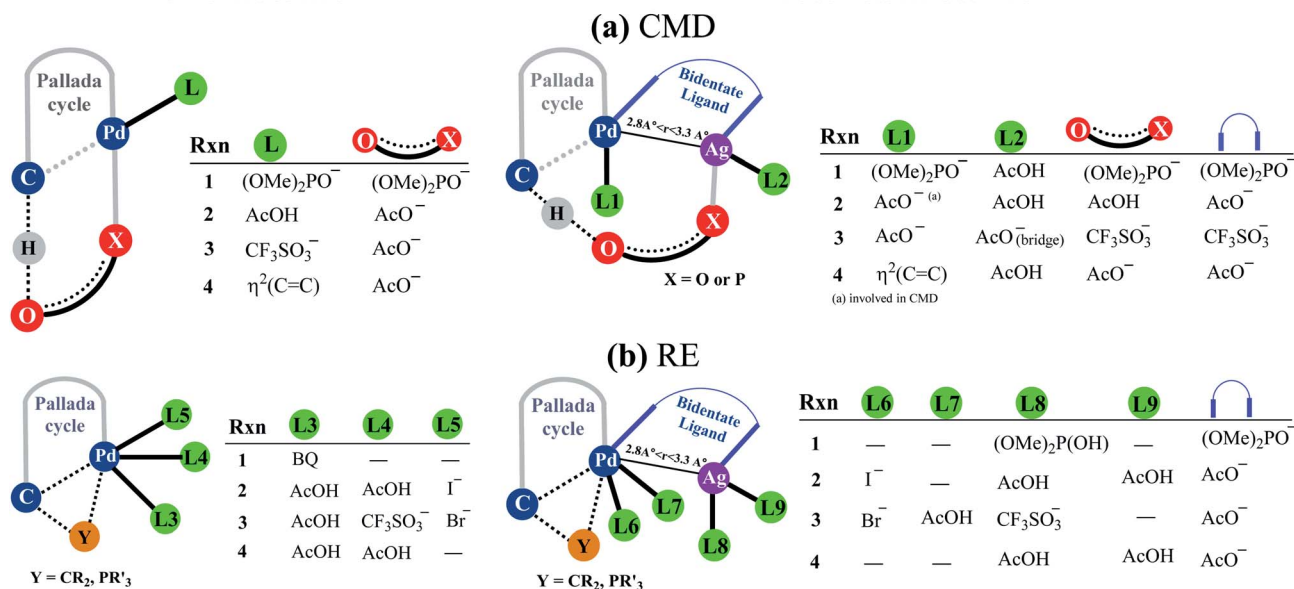 (a) CMD
Pallada
cycle
L
Pd
C
H
X
O
Rxn L O X
1 (OMe)₂PO⁻ (OMe)₂PO⁻
2 AcOH AcO⁻
3 CF₃SO₃⁻ AcO⁻
4 η²(C=C) AcO⁻
Pallada
cycle
Bidentate
Ligand
2.8A°<r<3.3 A°
Pd
Ag
C
L1
L2
H
X
O
X = O or P
Rxn L1 L2 O X
1 (OMe)₂PO⁻ AcOH (OMe)₂PO⁻ (OMe)₂PO⁻
2 AcO⁻ (a) AcOH AcOH AcO⁻
3 AcO⁻ AcO⁻(bridge) CF₃SO₃⁻ CF₃SO₃⁻
4 η²(C=C) AcOH AcO⁻ AcO⁻
(a) involved in CMD
(b) RE
Pallada
cycle
L5
Pd
L4
C
L3
Y
Y = CR₂, PR'₃
Rxn L3 L4 L5
1 BQ — —
2 AcOH AcOH I⁻
3 AcOH CF₃SO₃⁻ Br⁻
4 AcOH AcOH —
Pallada
cycle
Bidentate
Ligand
2.8A°<r<3.3 A°
Pd
Ag
C
L7
L9
L6
Y
L8
Y = CR₂, PR'₃
Rxn L6 L7 L8 L9
1 — — (OMe)₂P(OH) — (OMe)₂PO⁻
2 I⁻ — AcOH AcOH AcO⁻
3 Br⁻ AcOH CF₃SO₃⁻ — AcO⁻
4 — — AcOH AcOH AcO⁻